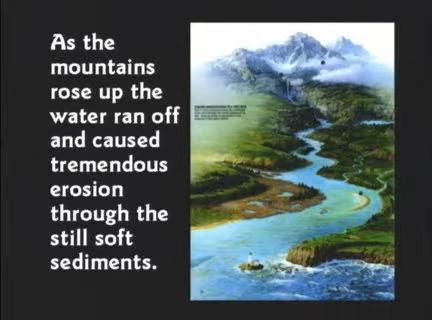 As the
mountains
rose up the
water ran off
and caused
tremendous
erosion
through the
still soft
sediments.